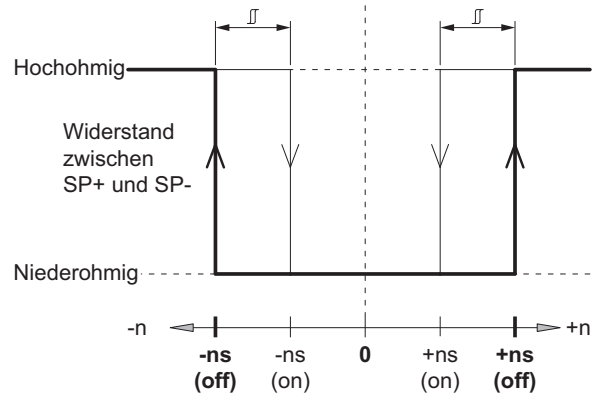 Hochohmig
Widerstand
zwischen
SP+ und SP-
Niederohmig
-n
+n
-ns
(off)
-ns
(on)
0
+ns
(on)
+ns
(off)